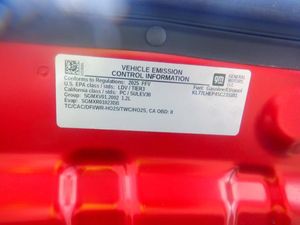 VEHICLE EMISSION
CONTROL INFORMATION
gm
GENERAL
MOTORS
LLC
Conforms to Regulations: 2025 FFV
U.S. EPA class / stds: LDV / TIER3
California class / stds: PC / SULEV30
Group: SGMXV01.2002 1.2L
Evap:
TC/CAC/DFI/WR-HO2S/TWC/HO2S, CA OBD: II
Fuel: Gasoline/Ethanol